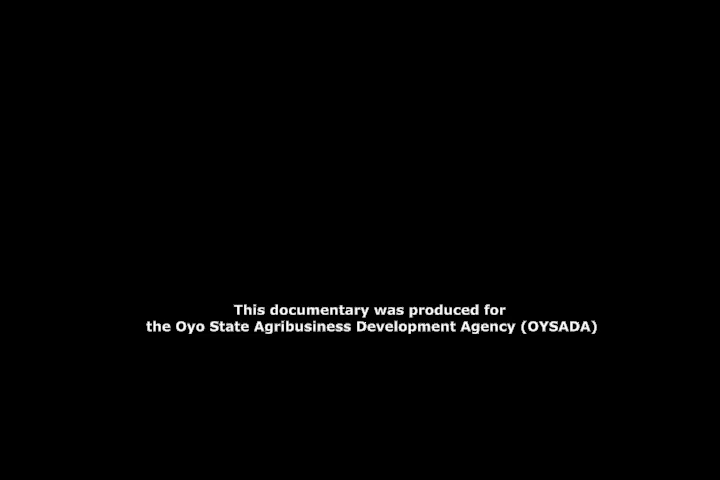 This documentary was produced for
the Oyo State Agribusiness Development Agency (OYSADA)